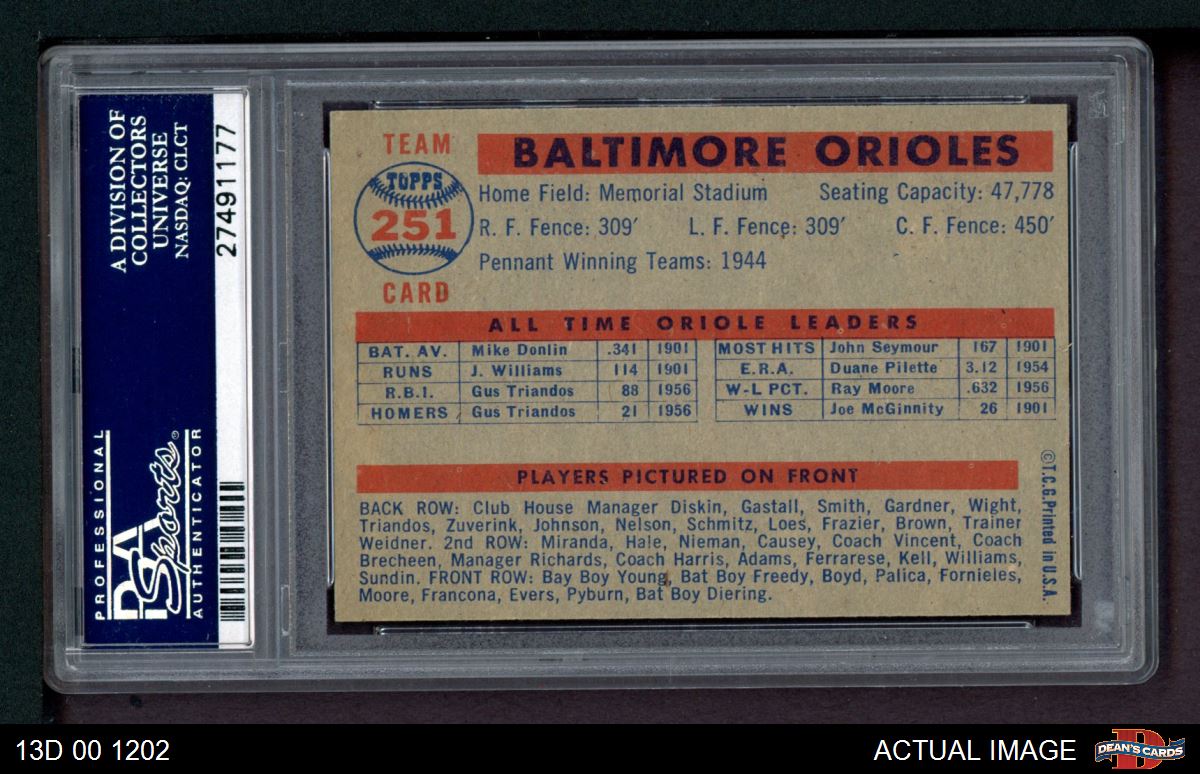 A DIVISION OF
COLLECTORS
UNIVERSE
NASDAQ: CLCT
27491177
PROFESSIONAL
PSA
Sports®
AUTHENTICATOR
TEAM
TOPPS
251
CARD
BALTIMORE ORIOLES
Home Field: Memorial Stadium Seating Capacity: 47,778
R. F. Fence: 309′ L. F. Fence: 309′ C. F. Fence: 450′
Pennant Winning Teams: 1944
ALL TIME ORIOLE LEADERS
BAT. AV. Mike Donlin .341 1901 MOST HITS John Seymour 167 1901
RUNS J. Williams 114 1901 E.R.A. Duane Pilette 3.12 1954
R.B.I. Gus Triandos 88 1956 W-L PCT. Ray Moore .632 1956
HOMERS Gus Triandos 21 1956 WINS Joe McGinnity 26 1901
PLAYERS PICTURED ON FRONT
BACK ROW: Club House Manager Diskin, Gastall, Smith, Gardner, Wight,
Triandos, Zuverink, Johnson, Nelson, Schmitz, Loes, Frazier, Brown, Trainer
Weidner. 2nd ROW: Miranda, Hale, Nieman, Causey, Coach Vincent, Coach
Brecheen, Manager Richards, Coach Harris, Adams, Ferrarese, Kell, Williams,
Sundin. FRONT ROW: Bay Boy Young, Bat Boy Freedy, Boyd, Palica, Fornieles,
Moore, Francona, Evers, Pyburn, Bat Boy Diering.
©T.C.G. Printed in U.S.A.
13D 00 1202
ACTUAL IMAGE
DEAN'S CARDS